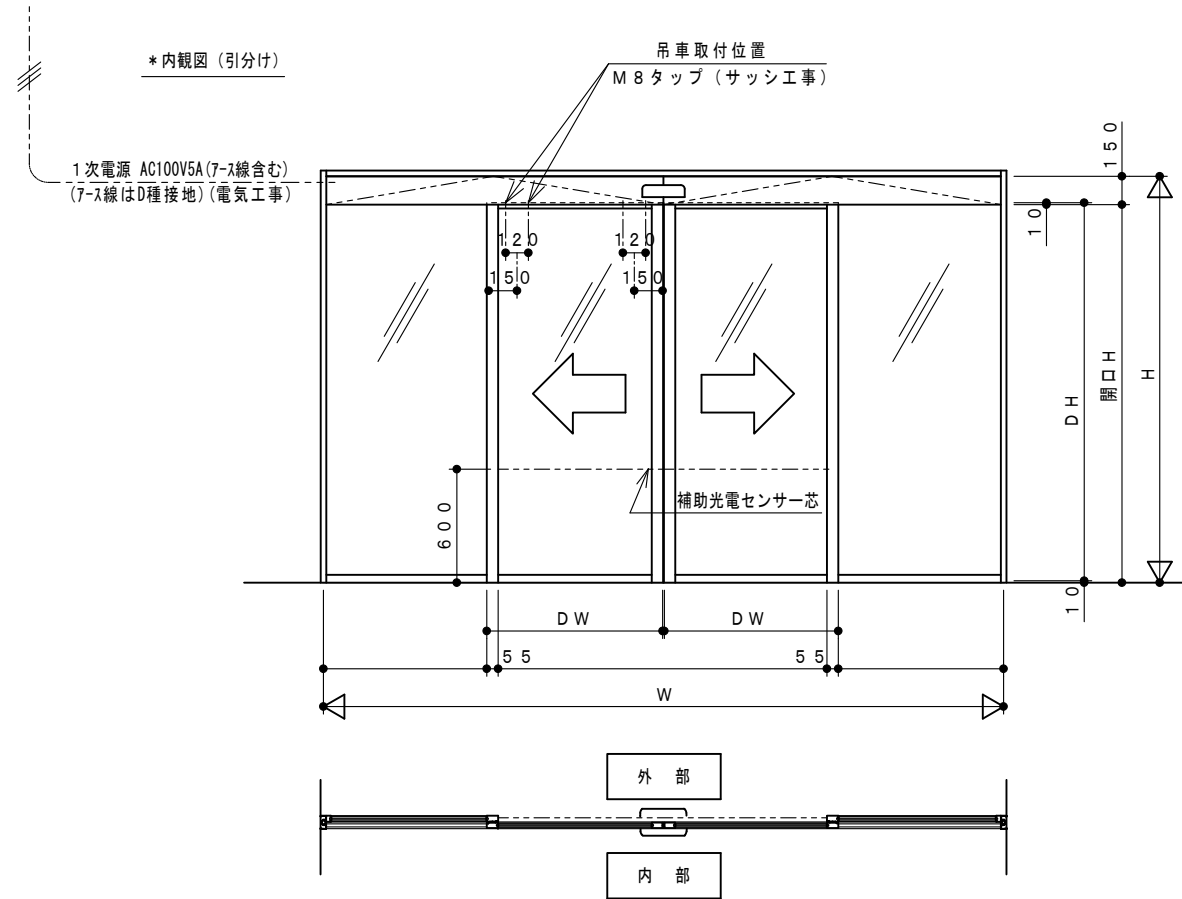 *内観図（引分け）
吊車取付位置
M8タップ（サッシ工事）
1次電源 AC100V5A(ｱｰｽ線含む)
(ｱｰｽ線はD種接地)(電気工事)
150
10
120
120
150
150
DH
開口H
H
600
補助光電センサー芯
10
DW
DW
55
55
W
外部
内部